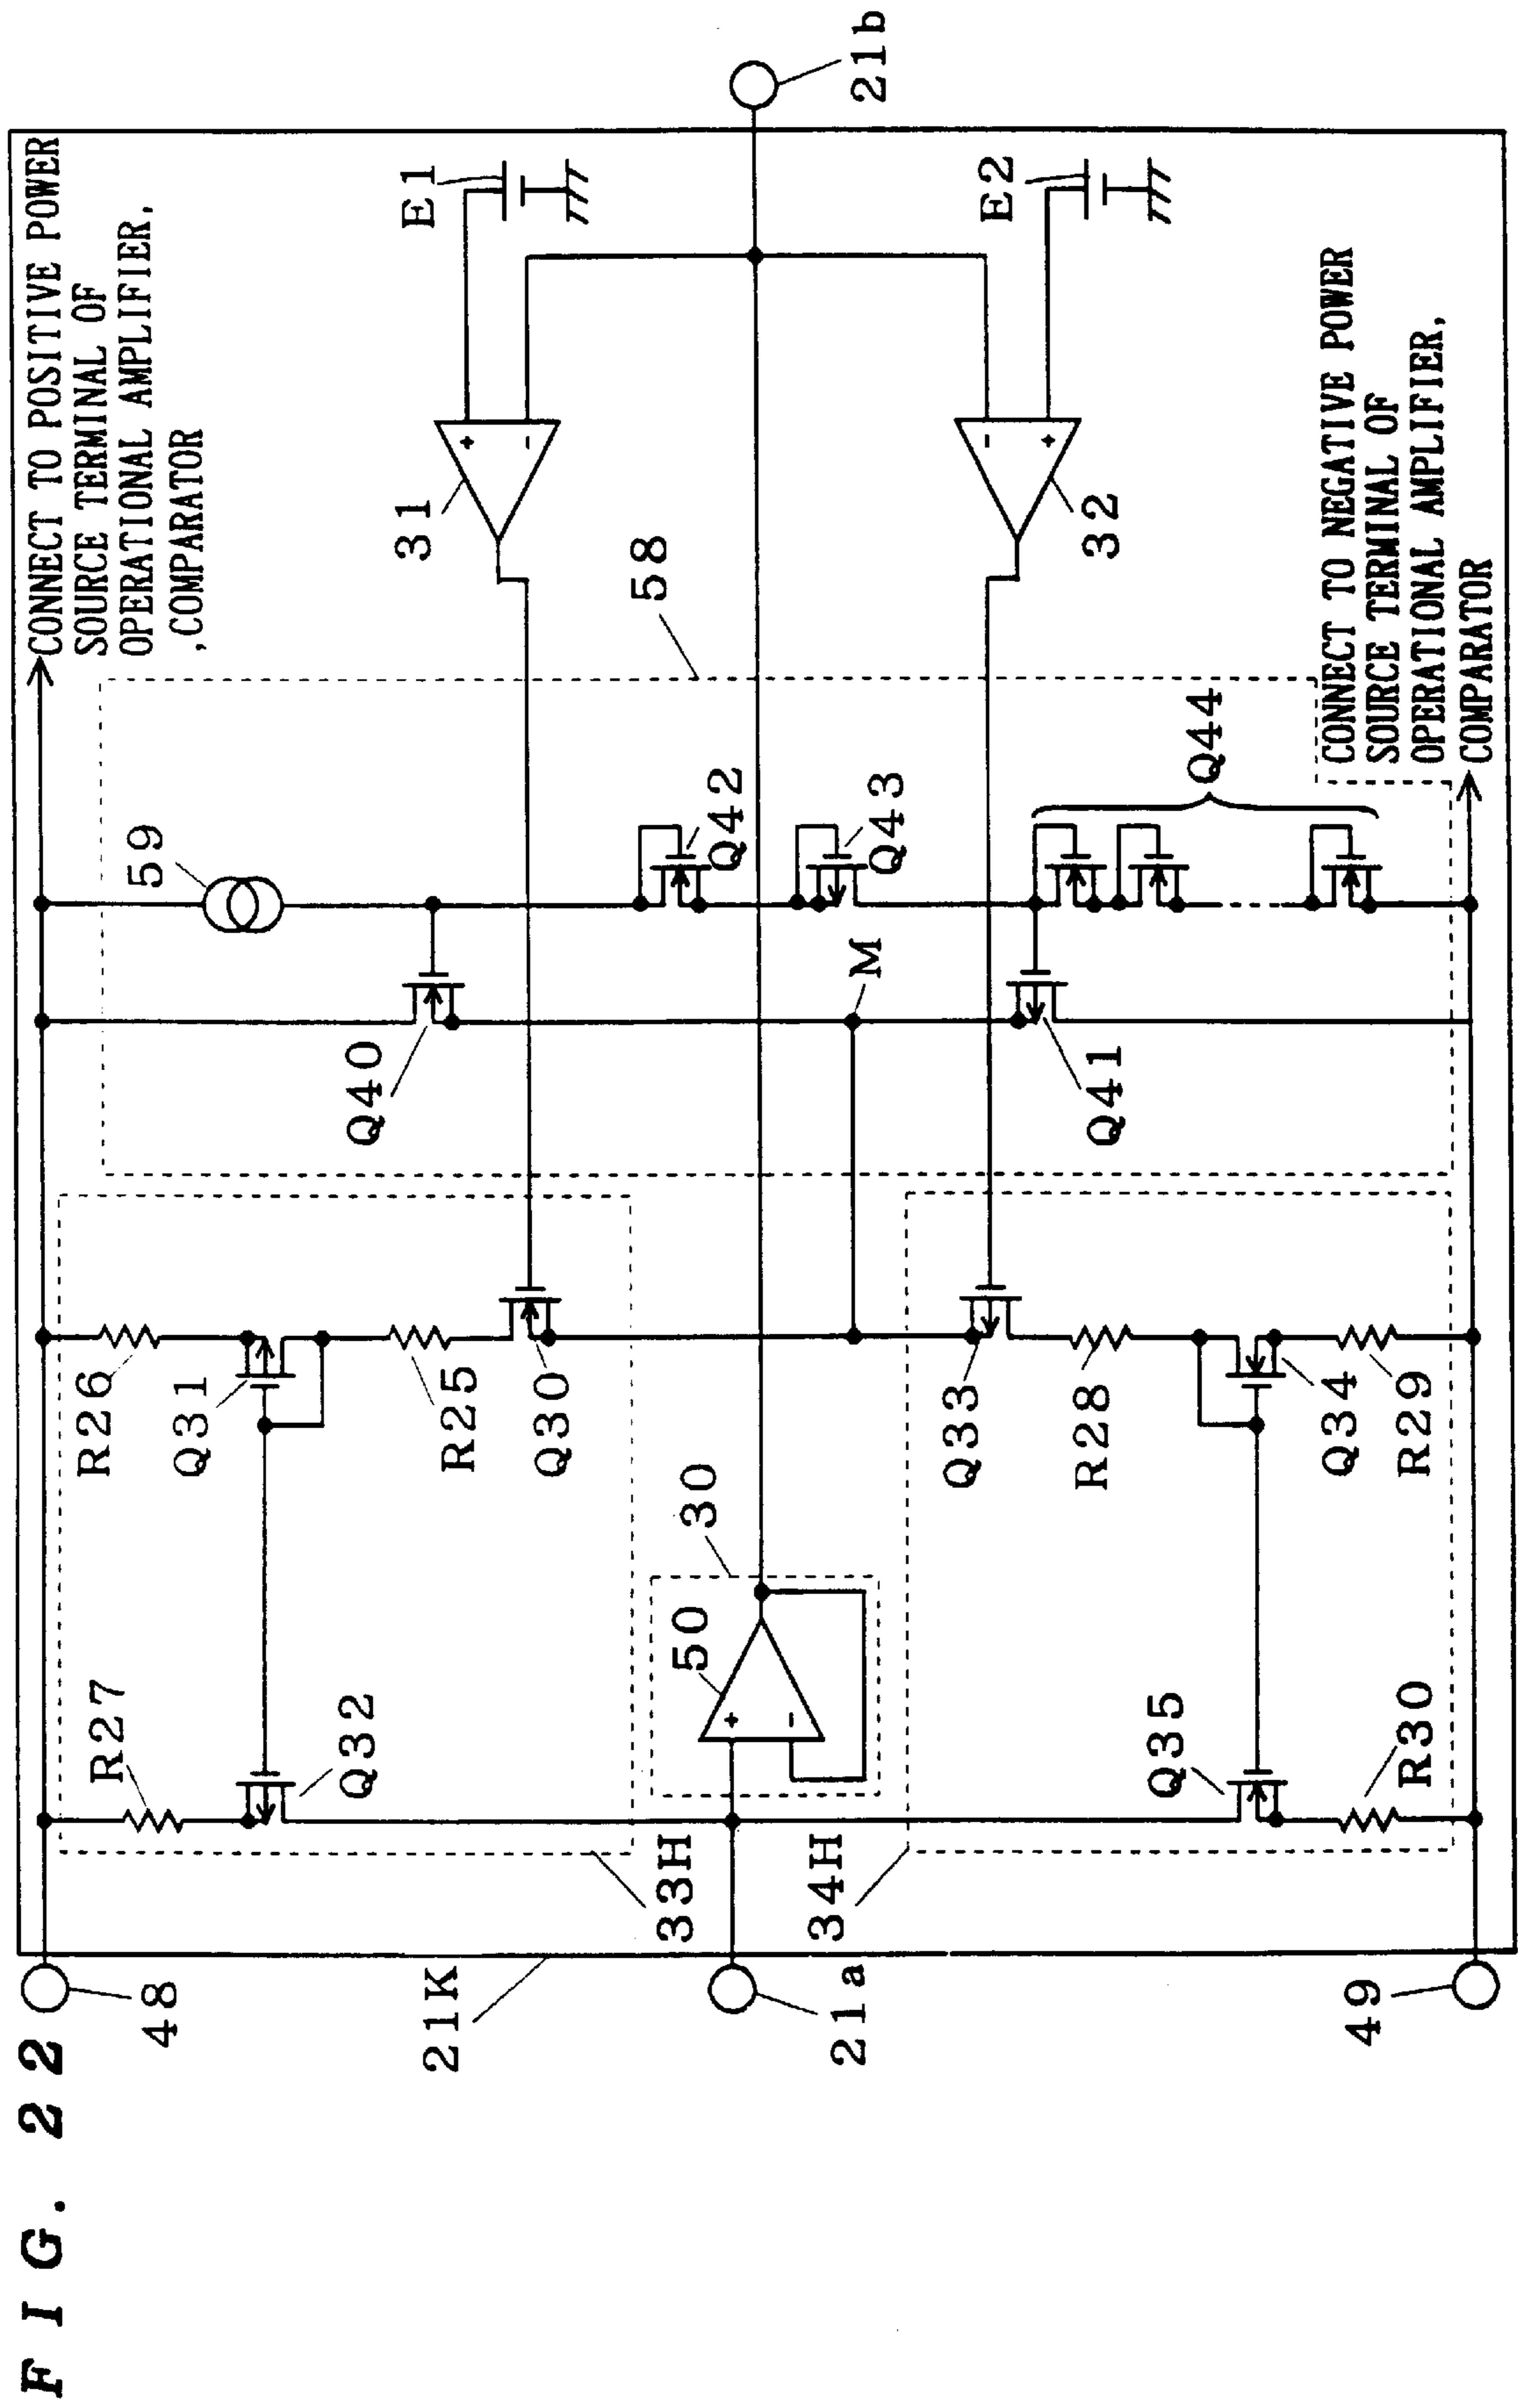 FIG. 22
48
CONNECT TO POSITIVE POWER
SOURCE TERMINAL OF
OPERATIONAL AMPLIFIER,
,COMPARATOR
R27
R26
59
E1
Q32
Q31
R25
Q30
Q40
31
+
-
21K
33H
30
50
+
-
Q42
58
M
Q43
21b
21a
34H
Q33
R28
Q41
32
-
+
E2
Q35
Q34
Q44
R30
R29
49
CONNECT TO NEGATIVE POWER
SOURCE TERMINAL OF
OPERATIONAL AMPLIFIER,
COMPARATOR